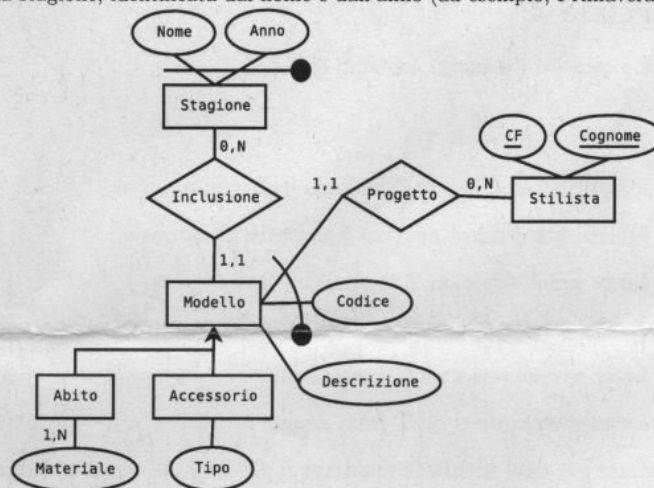 Nome
Anno
Stagione
0,N
CF
Cognome
Inclusione
1,1
Progetto
0,N
Stilista
1,1
Modello
Codice
Abito
Accessorio
Descrizione
1,N
Materiale
Tipo